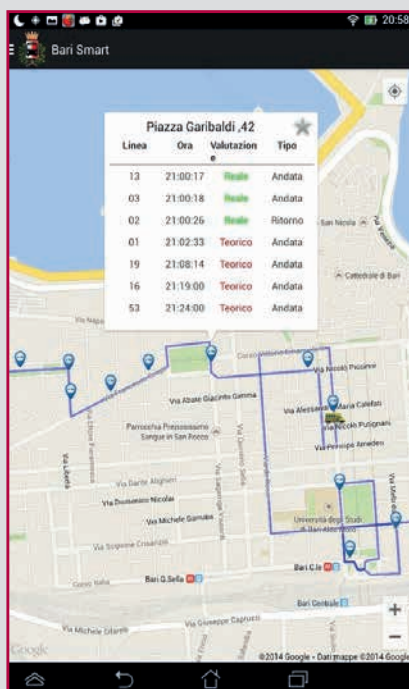 20:58
Bari Smart
Piazza Garibaldi ,42
Linea Ora Valutazion
e Tipo
13 21:00:17 Reale Andata
03 21:00:18 Reale Andata
02 21:00:26 Reale Ritorno
01 21:02:33 Teorico Andata
19 21:08:14 Teorico Andata
16 21:19:00 Teorico Andata
53 21:24:00 Teorico Andata
San Nicola
Cattedrale di Bari
Corso Vittorio
Via Nicolò Piccinni
Via Abate Giacinto Gimma
Via Alessandro Maria Calefati
Via Nicolò Putignani
Via Principe Amedeo
Parrocchia Preziosissimo
Sangue in San Rocco
Via Dante Alighieri
Via Domenico Nicolai
Via Michele Garruba
Università degli Studi
di Bari Aldo Moro
Via Scipione Crisanzio
Corso Italia
Bari Q.Sella
Bari C.le
Bari Centrale
Via Giuseppe Capruzzi
Via Michele Cifarelli
+
−
Google
©2014 Google - Dati mappe ©2014 Google